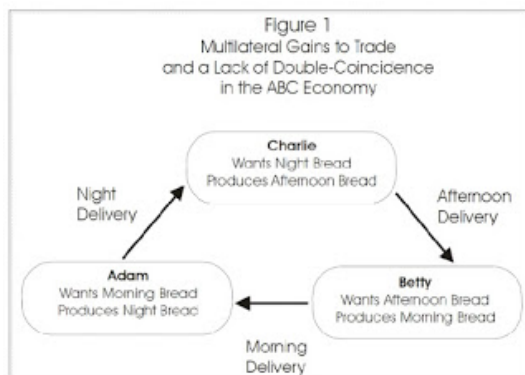 Figure 1
Multilateral Gains to Trade
and a Lack of Double-Coincidence
in the ABC Economy
Charlie
Wants Night Bread
Produces Afternoon Bread
Night
Delivery
Afternoon
Delivery
Adam
Wants Morning Bread
Produces Night Bread
Betty
Wants Afternoon Bread
Produces Morning Bread
Morning
Delivery